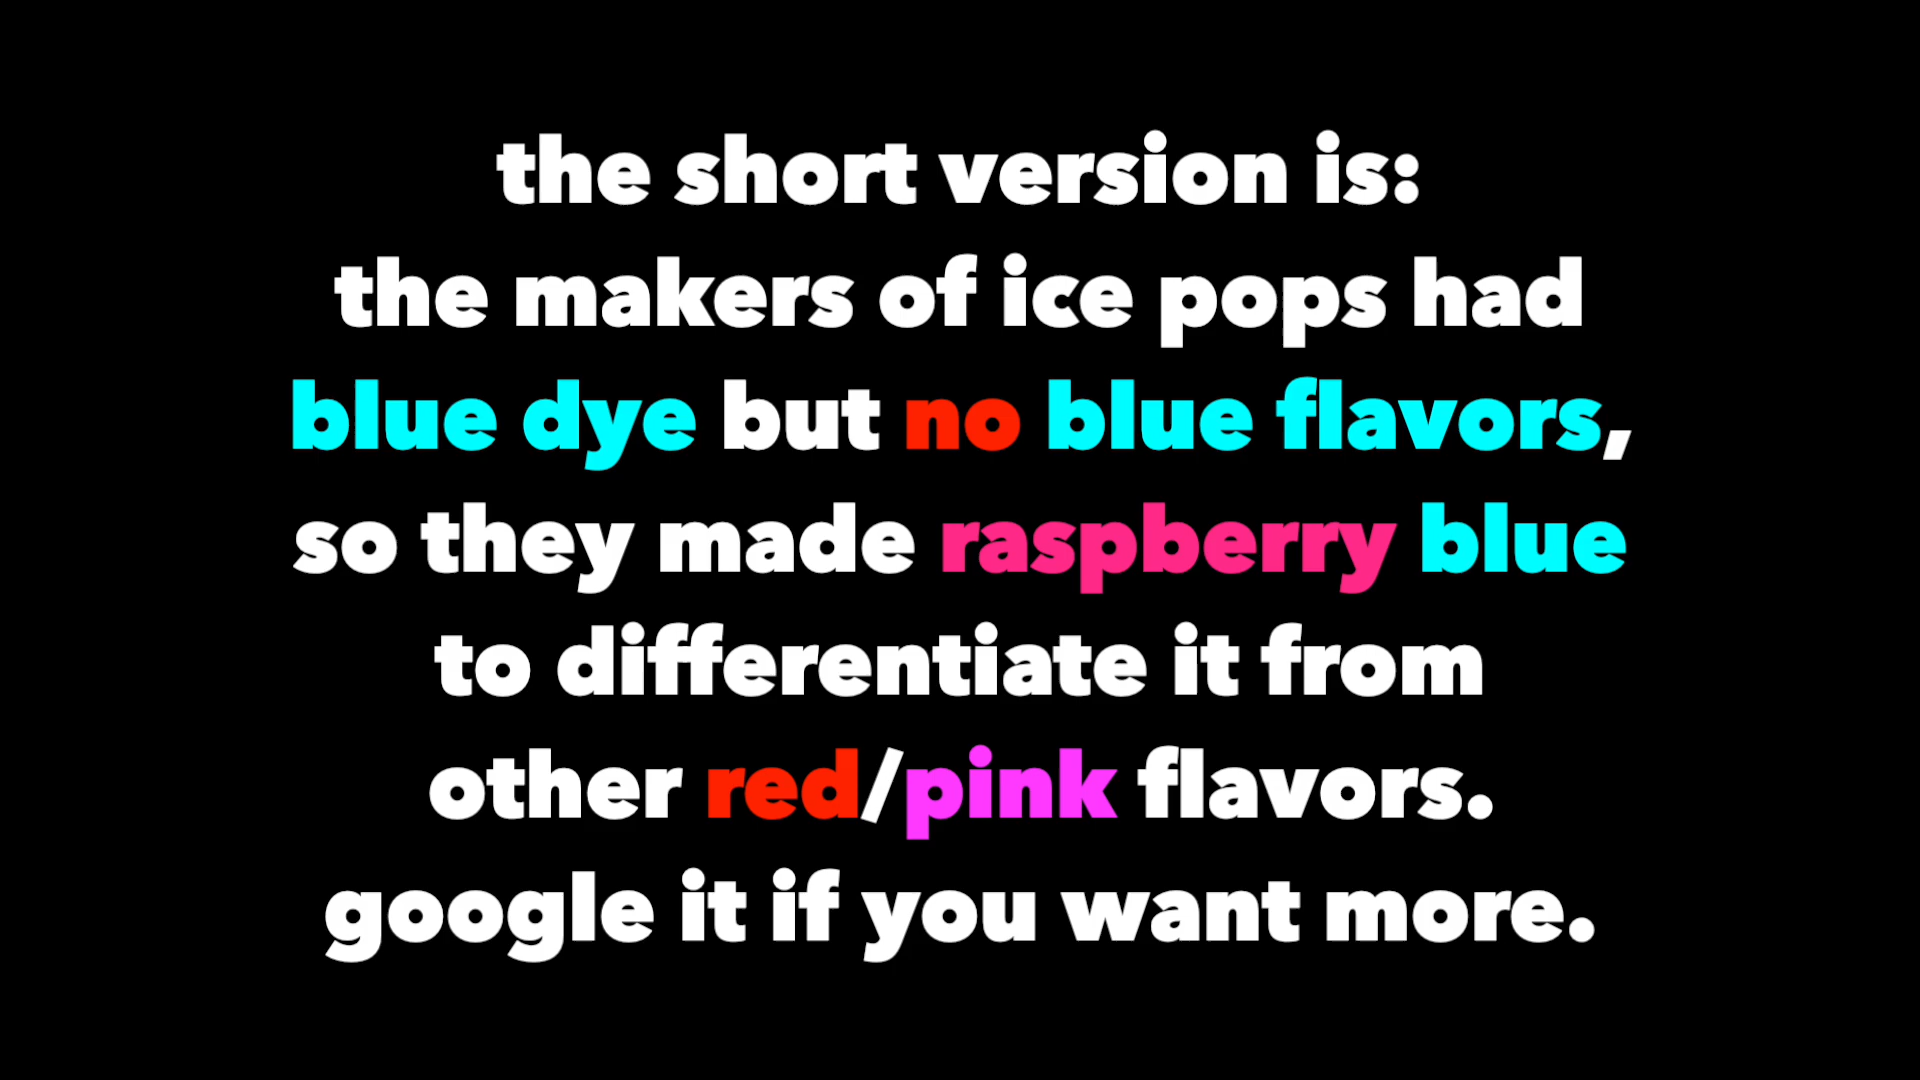 the short version is:
the makers of ice pops had
blue dye but no blue flavors,
so they made raspberry blue
to differentiate it from
other red/pink flavors.
google it if you want more.